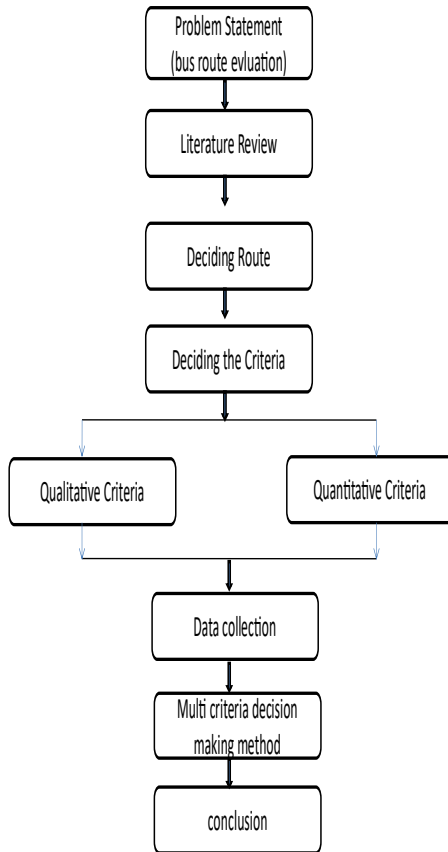 Problem Statement
(bus route evluation)
Literature Review
Deciding Route
Deciding the Criteria
Qualitative Criteria
Quantitative Criteria
Data collection
Multi criteria decision
making method
conclusion